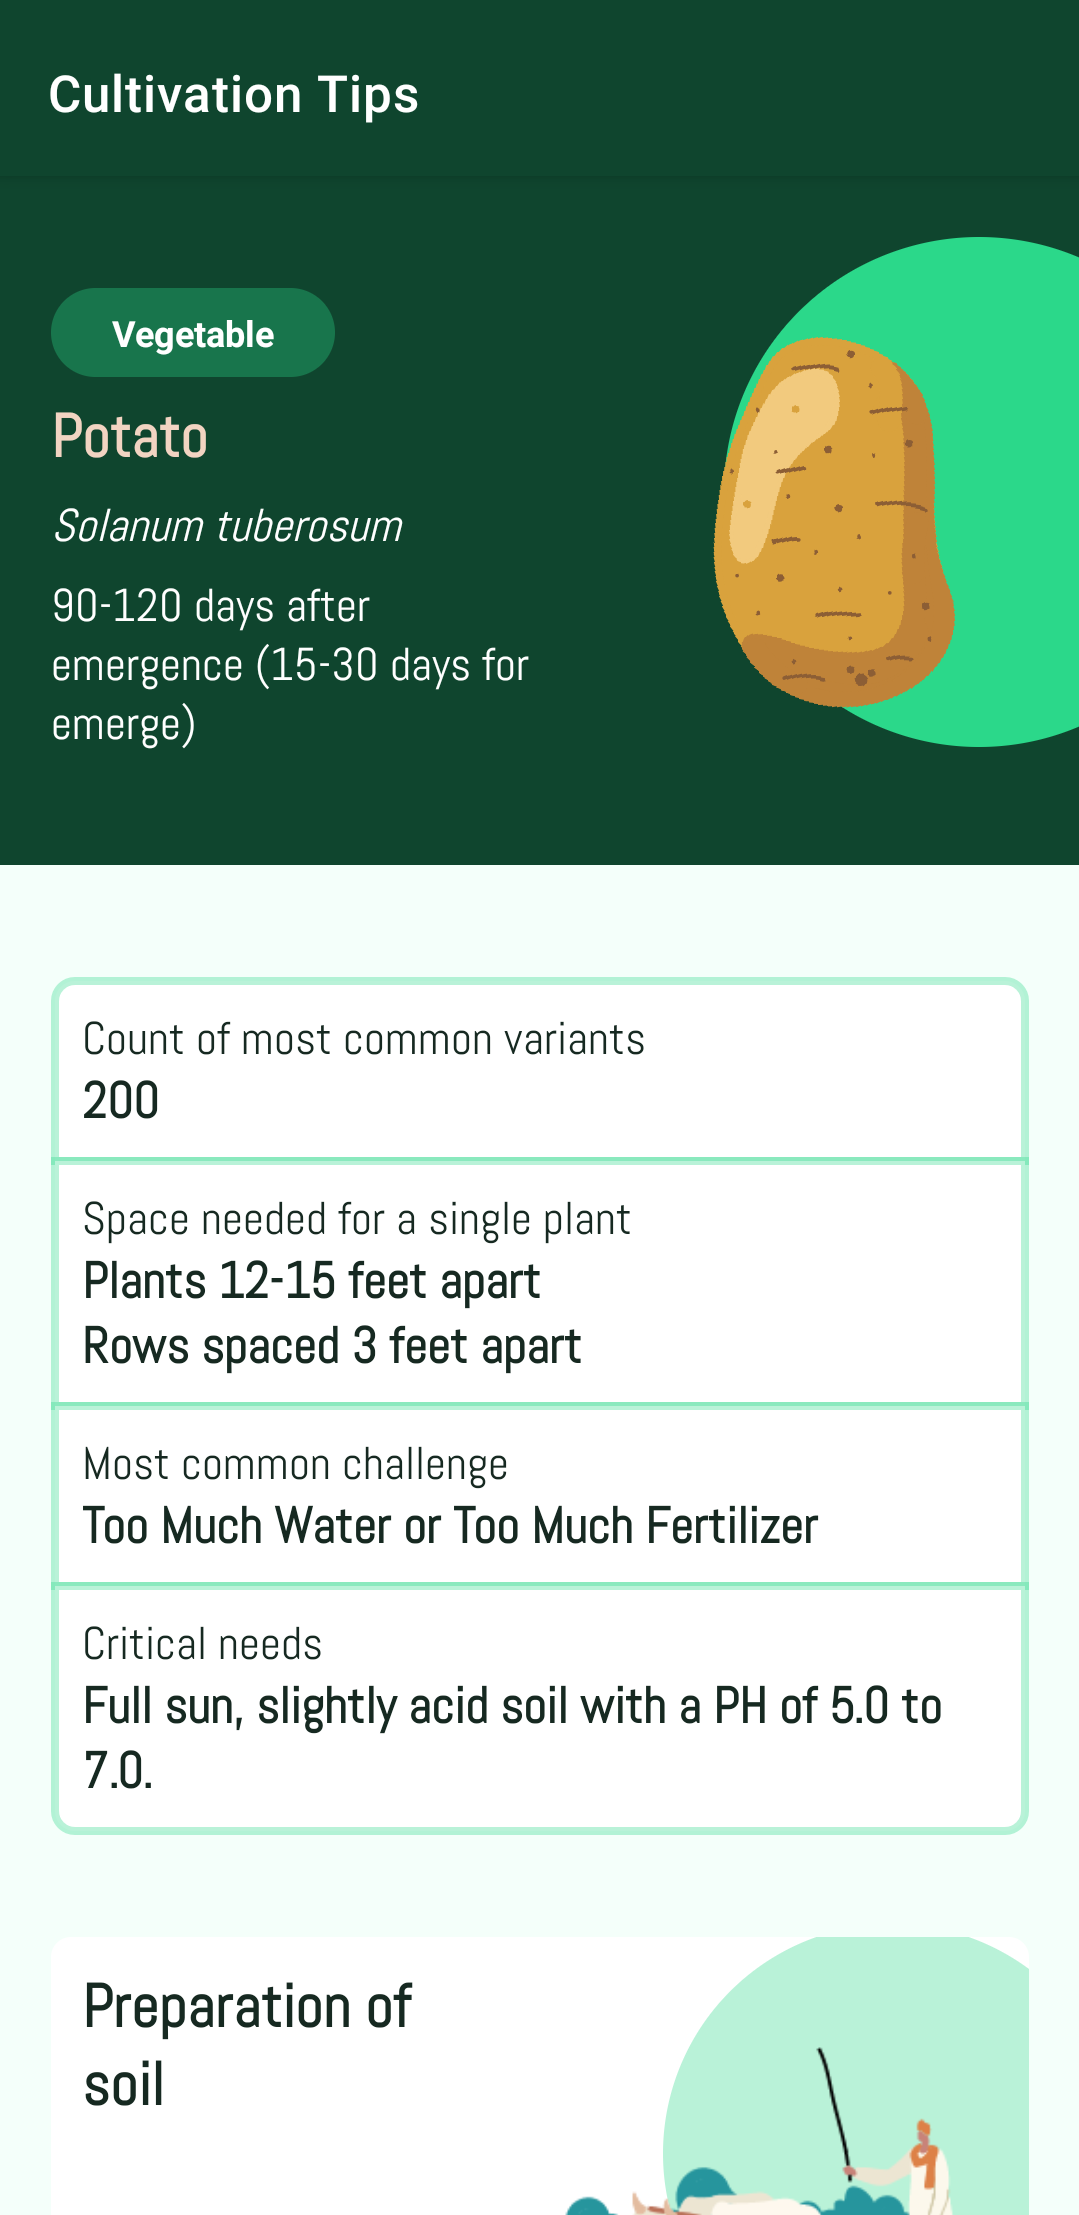 Cultivation Tips
Vegetable
Potato
Solanum tuberosum
90-120 days after
emergence (15-30 days for
emerge)
Count of most common variants
200
Space needed for a single plant
Plants 12-15 feet apart
Rows spaced 3 feet apart
Most common challenge
Too Much Water or Too Much Fertilizer
Critical needs
Full sun, slightly acid soil with a PH of 5.0 to
7.0.
Preparation of
soil